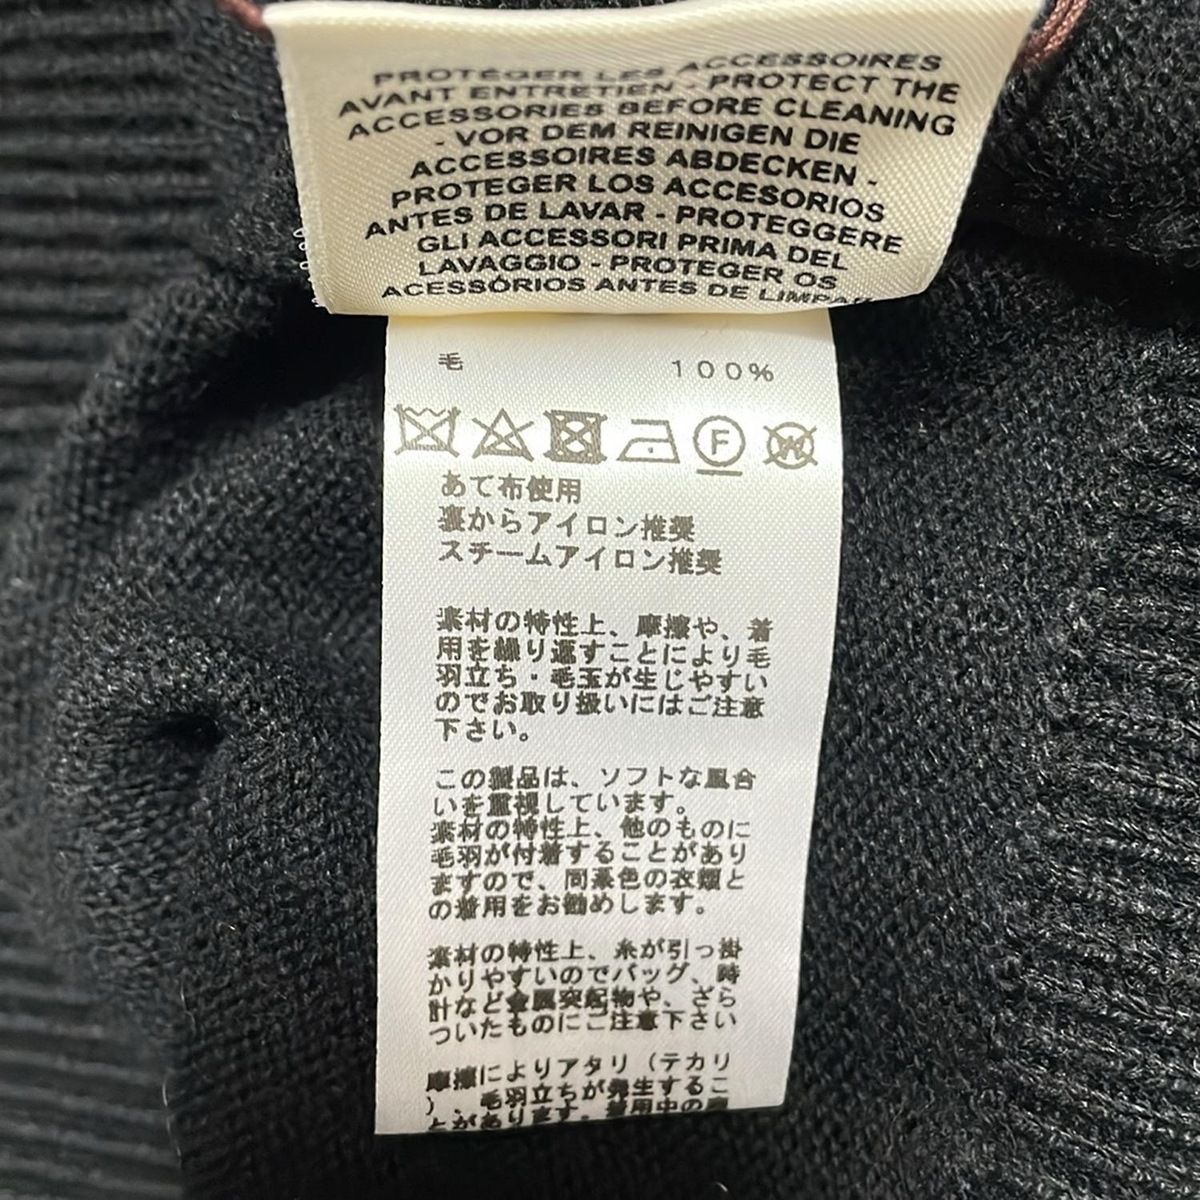 PROTÉGER LES ACCESSOIRES
AVANT ENTRETIEN - PROTECT THE
ACCESSORIES BEFORE CLEANING
- VOR DEM REINIGEN DIE
ACCESSOIRES ABDECKEN -
PROTEGER LOS ACCESORIOS
ANTES DE LAVAR - PROTEGGERE
GLI ACCESSORI PRIMA DEL
LAVAGGIO - PROTEGER OS
ACESSÓRIOS ANTES DE
毛 100%
F W
あて布使用
裏からアイロン推奨
スチームアイロン推奨
素材の特性上、摩擦や、着
用を繰り返すことにより毛
羽立ち・毛玉が生じやすい
のでお取り扱いにはご注意
下さい。
この製品は、ソフトな風合
いを重視しています。
素材の特性上、他のものに
毛羽が付着することがあり
ますので、同系色の衣類と
の着用をお勧めします。
素材の特性上、糸が引っ掛
かりやすいのでバッグ、時
計など金属突起物や、ざら
ついたものにご注意下さい
摩擦によりアタリ（テカリ
）、毛羽立ちが発生するこ
とがあります。着用中の